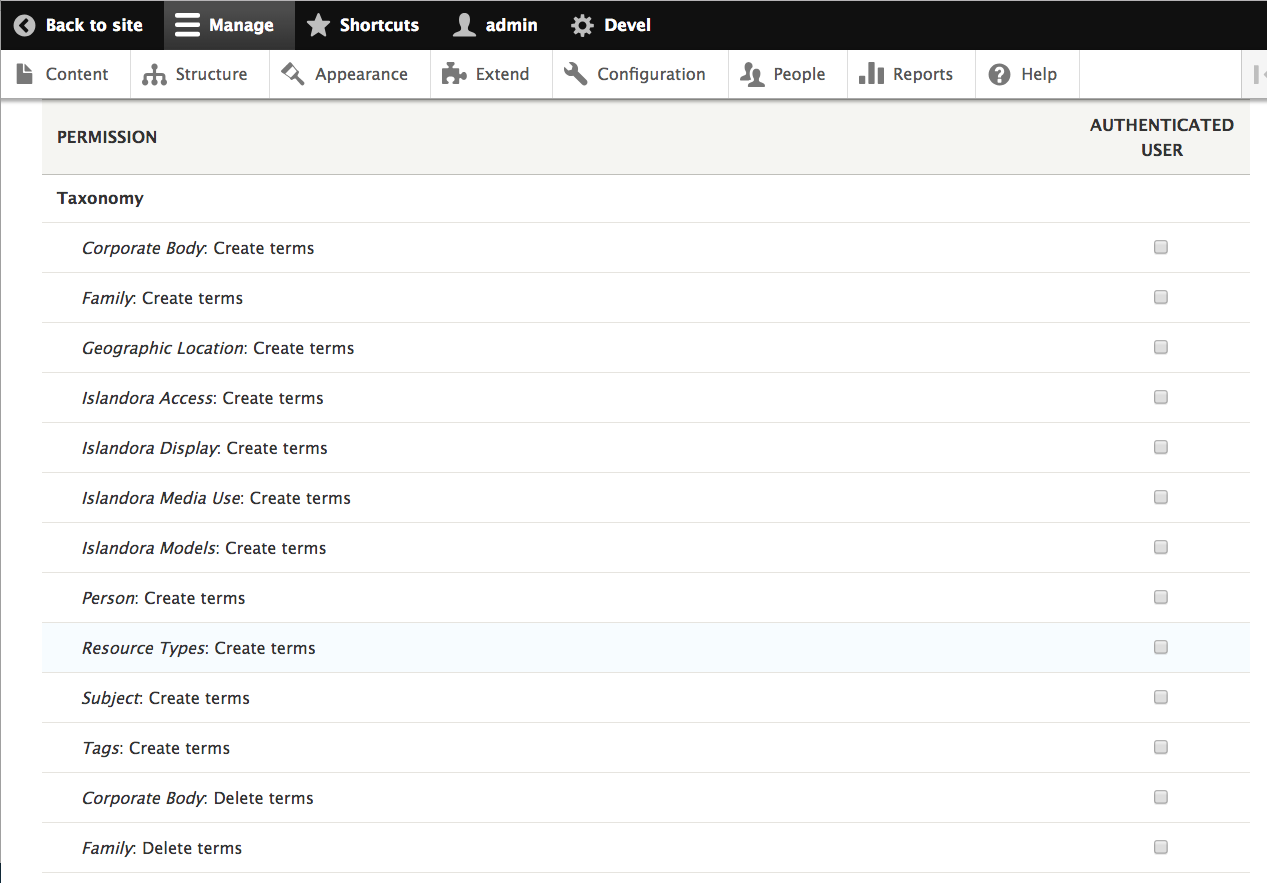 Back to site Manage Shortcuts admin Devel
Content Structure Appearance Extend Configuration People Reports Help
PERMISSION AUTHENTICATED
USER
Taxonomy
Corporate Body: Create terms
Family: Create terms
Geographic Location: Create terms
Islandora Access: Create terms
Islandora Display: Create terms
Islandora Media Use: Create terms
Islandora Models: Create terms
Person: Create terms
Resource Types: Create terms
Subject: Create terms
Tags: Create terms
Corporate Body: Delete terms
Family: Delete terms